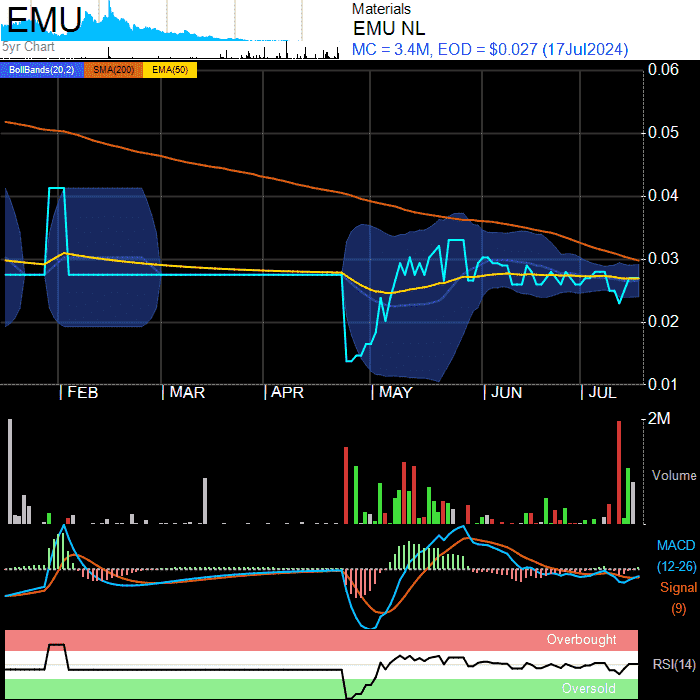 EMU
5yr Chart
Materials
EMU NL
MC = 3.4M, EOD = $0.027 (17Jul2024)
BollBands(20,2) SMA(200) EMA(50)
0.06
0.05
0.04
0.03
0.02
0.01
FEB MAR APR MAY JUN JUL
2M
Volume
MACD
(12-26)
Signal
(9)
Overbought
RSI(14)
Oversold